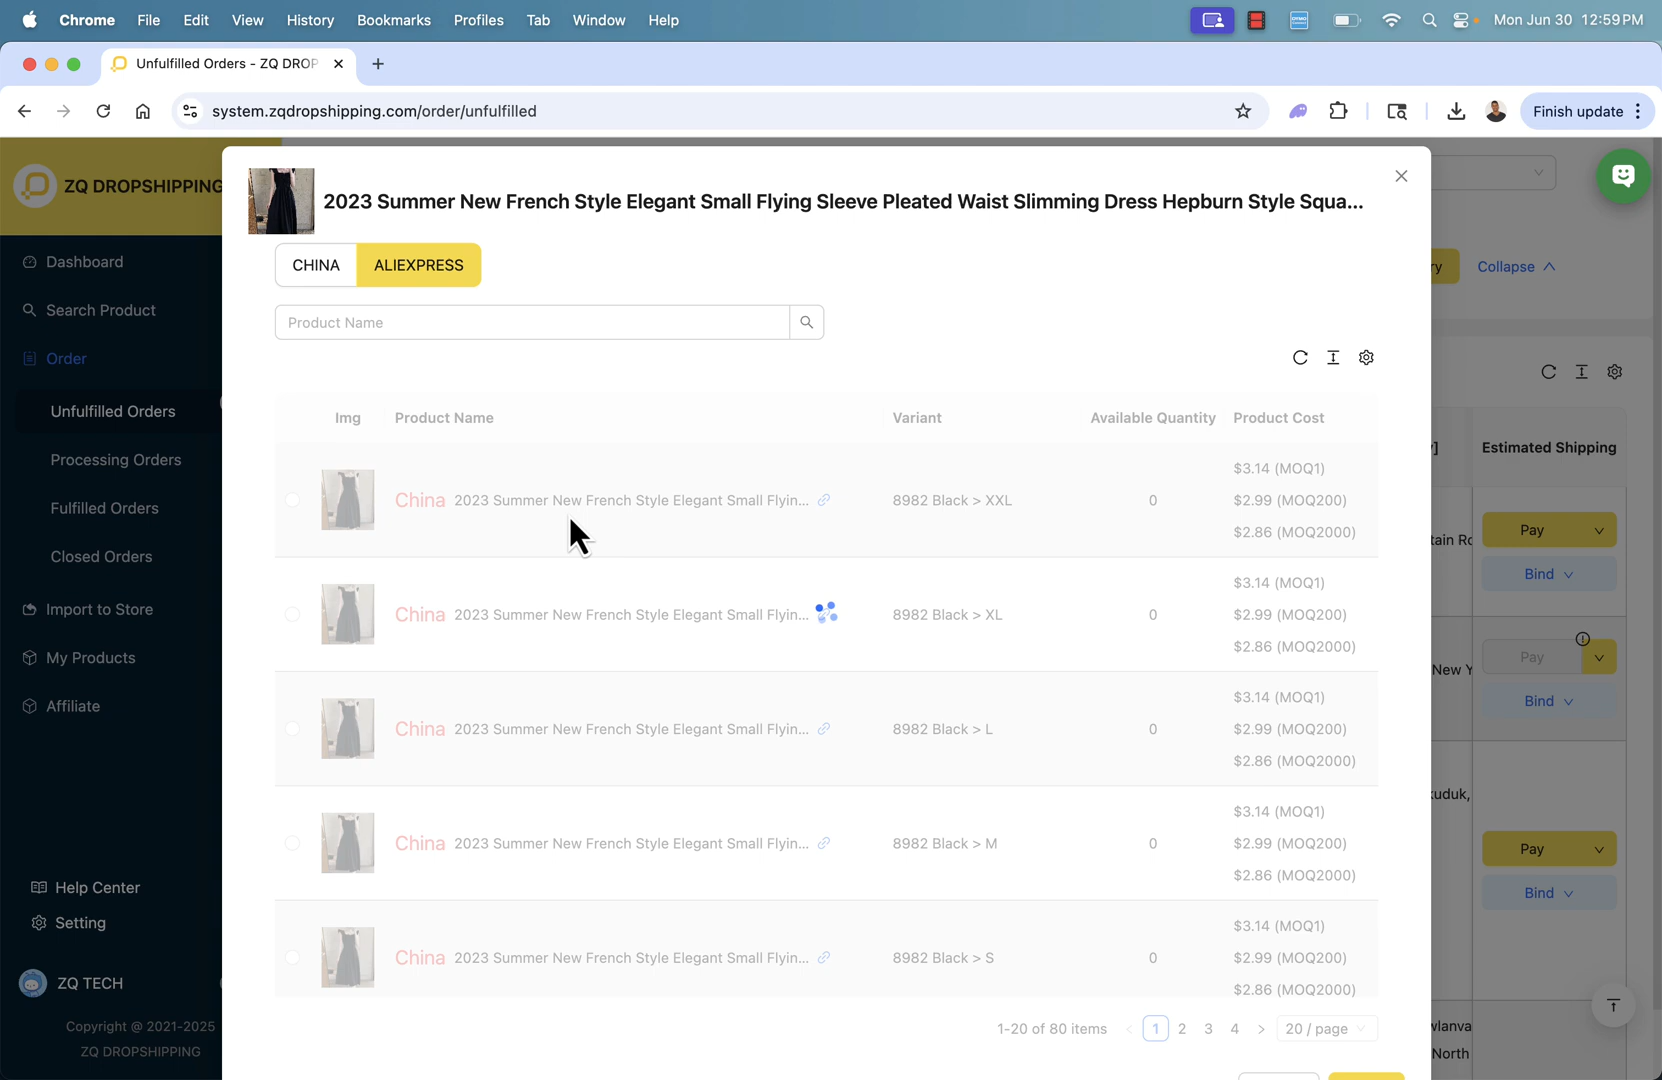 Chrome File Edit View History Bookmarks Profiles Tab Window Help
Mon Jun 30 12:59 PM
Unfulfilled Orders - ZQ DROP
system.zqdropshipping.com/order/unfulfilled
Finish update
ZQ DROPSHIPPING
Dashboard
Search Product
Order
Unfulfilled Orders
Processing Orders
Fulfilled Orders
Closed Orders
Import to Store
My Products
Affiliate
Help Center
Setting
ZQ TECH
Copyright @ 2021-2025
ZQ DROPSHIPPING
2023 Summer New French Style Elegant Small Flying Sleeve Pleated Waist Slimming Dress Hepburn Style Squa...
CHINA ALIEXPRESS
Product Name
Img Product Name Variant Available Quantity Product Cost
$3.14 (MOQ1)
China 2023 Summer New French Style Elegant Small Flyin... 8982 Black > XXL 0 $2.99 (MOQ200)
$2.86 (MOQ2000)
$3.14 (MOQ1)
China 2023 Summer New French Style Elegant Small Flyin... 8982 Black > XL 0 $2.99 (MOQ200)
$2.86 (MOQ2000)
$3.14 (MOQ1)
China 2023 Summer New French Style Elegant Small Flyin... 8982 Black > L 0 $2.99 (MOQ200)
$2.86 (MOQ2000)
$3.14 (MOQ1)
China 2023 Summer New French Style Elegant Small Flyin... 8982 Black > M 0 $2.99 (MOQ200)
$2.86 (MOQ2000)
$3.14 (MOQ1)
China 2023 Summer New French Style Elegant Small Flyin... 8982 Black > S 0 $2.99 (MOQ200)
$2.86 (MOQ2000)
1-20 of 80 items < 1 2 3 4 > 20 / page
ry Collapse
] Estimated Shipping
Pay
tain Ro
Bind
Pay
New Y
Bind
kuduk,
Pay
Bind
wlanva
North